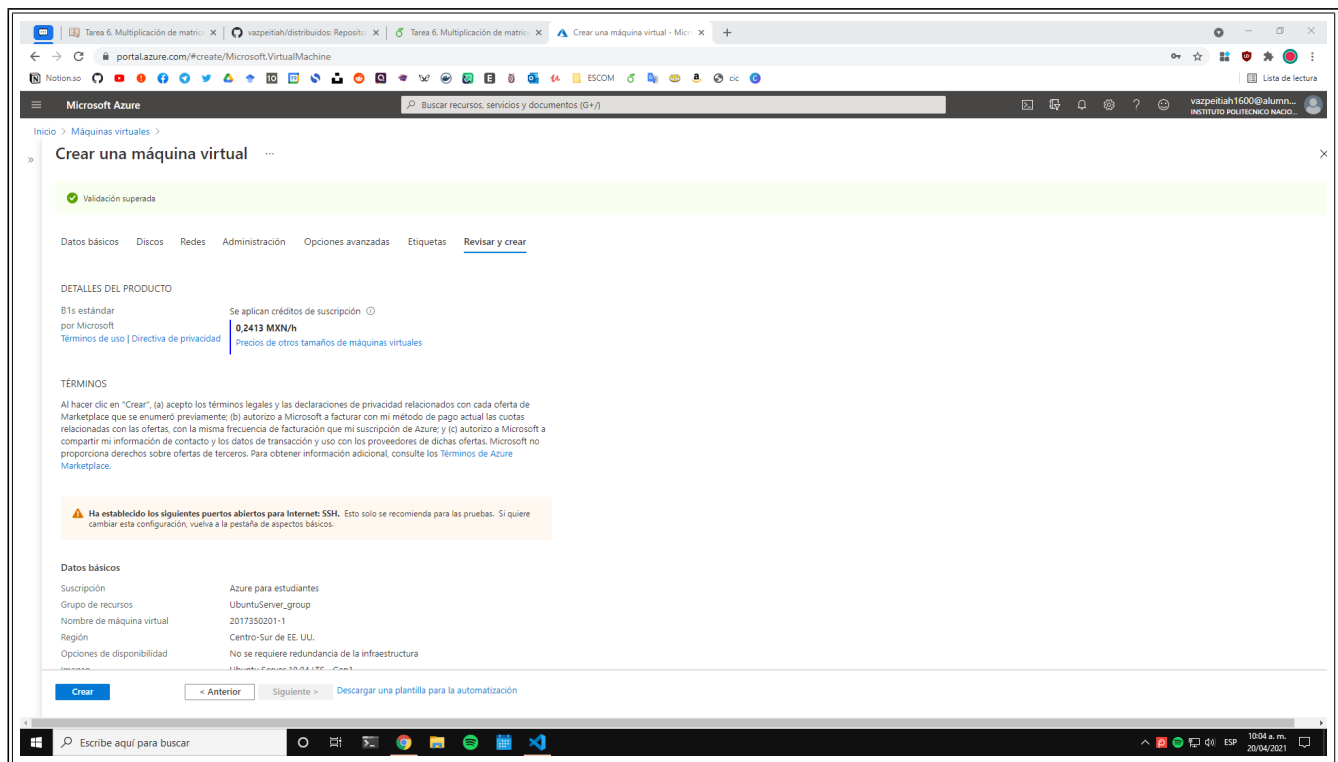 Tarea 6. Multiplicación de matric
vazpeitiah/distribuidos: Reposito
Tarea 6. Multiplicación de matric
Crear una máquina virtual - Micr
portal.azure.com/#create/Microsoft.VirtualMachine
Notion.so
ESCOM
cic
Lista de lectura
Microsoft Azure
Buscar recursos, servicios y documentos (G+/)
vazpeitiah1600@alumn...
INSTITUTO POLITECNICO NACIO...
Inicio > Máquinas virtuales >
Crear una máquina virtual ...
Validación superada
Datos básicos Discos Redes Administración Opciones avanzadas Etiquetas Revisar y crear
DETALLES DEL PRODUCTO
B1s estándar
por Microsoft
Términos de uso | Directiva de privacidad
Se aplican créditos de suscripción
0,2413 MXN/h
Precios de otros tamaños de máquinas virtuales
TÉRMINOS
Al hacer clic en "Crear", (a) acepto los términos legales y las declaraciones de privacidad relacionados con cada oferta de
Marketplace que se enumeró previamente; (b) autorizo a Microsoft a facturar con mi método de pago actual las cuotas
relacionadas con las ofertas, con la misma frecuencia de facturación que mi suscripción de Azure; y (c) autorizo a Microsoft a
compartir mi información de contacto y los datos de transacción y uso con los proveedores de dichas ofertas. Microsoft no
proporciona derechos sobre ofertas de terceros. Para obtener información adicional, consulte los Términos de Azure
Marketplace.
Ha establecido los siguientes puertos abiertos para Internet: SSH. Esto solo se recomienda para las pruebas. Si quiere
cambiar esta configuración, vuelva a la pestaña de aspectos básicos.
Datos básicos
Suscripción Azure para estudiantes
Grupo de recursos UbuntuServer_group
Nombre de máquina virtual 2017350201-1
Región Centro-Sur de EE. UU.
Opciones de disponibilidad No se requiere redundancia de la infraestructura
Imagen Ubuntu Server 18.04 LTS - Gen1
Crear < Anterior Siguiente > Descargar una plantilla para la automatización
Escribe aquí para buscar
ESP
10:04 a. m.
20/04/2021